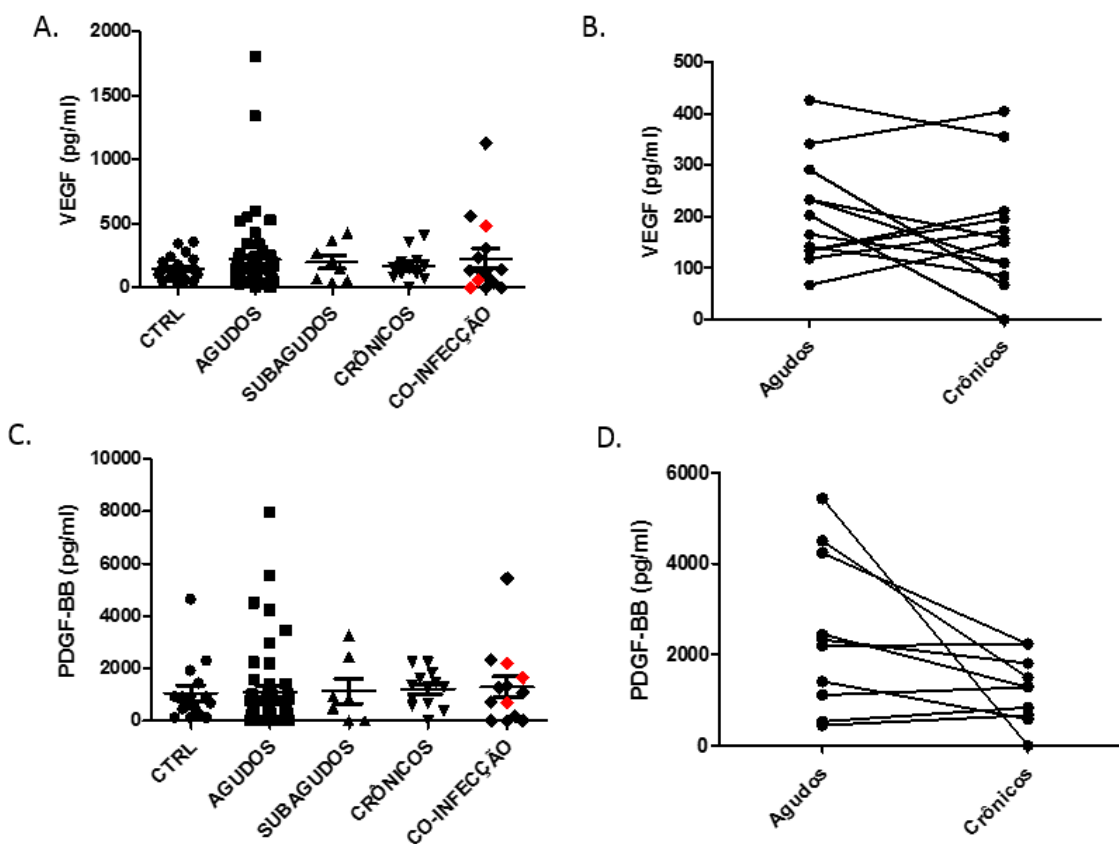 A.
VEGF (pg/ml)
2000
1500
1000
500
0
CTRL
AGUDOS
SUBAGUDOS
CRÔNICOS
CO-INFECÇÃO
B.
VEGF (pg/ml)
500
400
300
200
100
0
Agudos
Crônicos
C.
PDGF-BB (pg/ml)
10000
8000
6000
4000
2000
0
CTRL
AGUDOS
SUBAGUDOS
CRÔNICOS
CO-INFECÇÃO
D.
PDGF-BB (pg/ml)
6000
4000
2000
0
Agudos
Crônicos